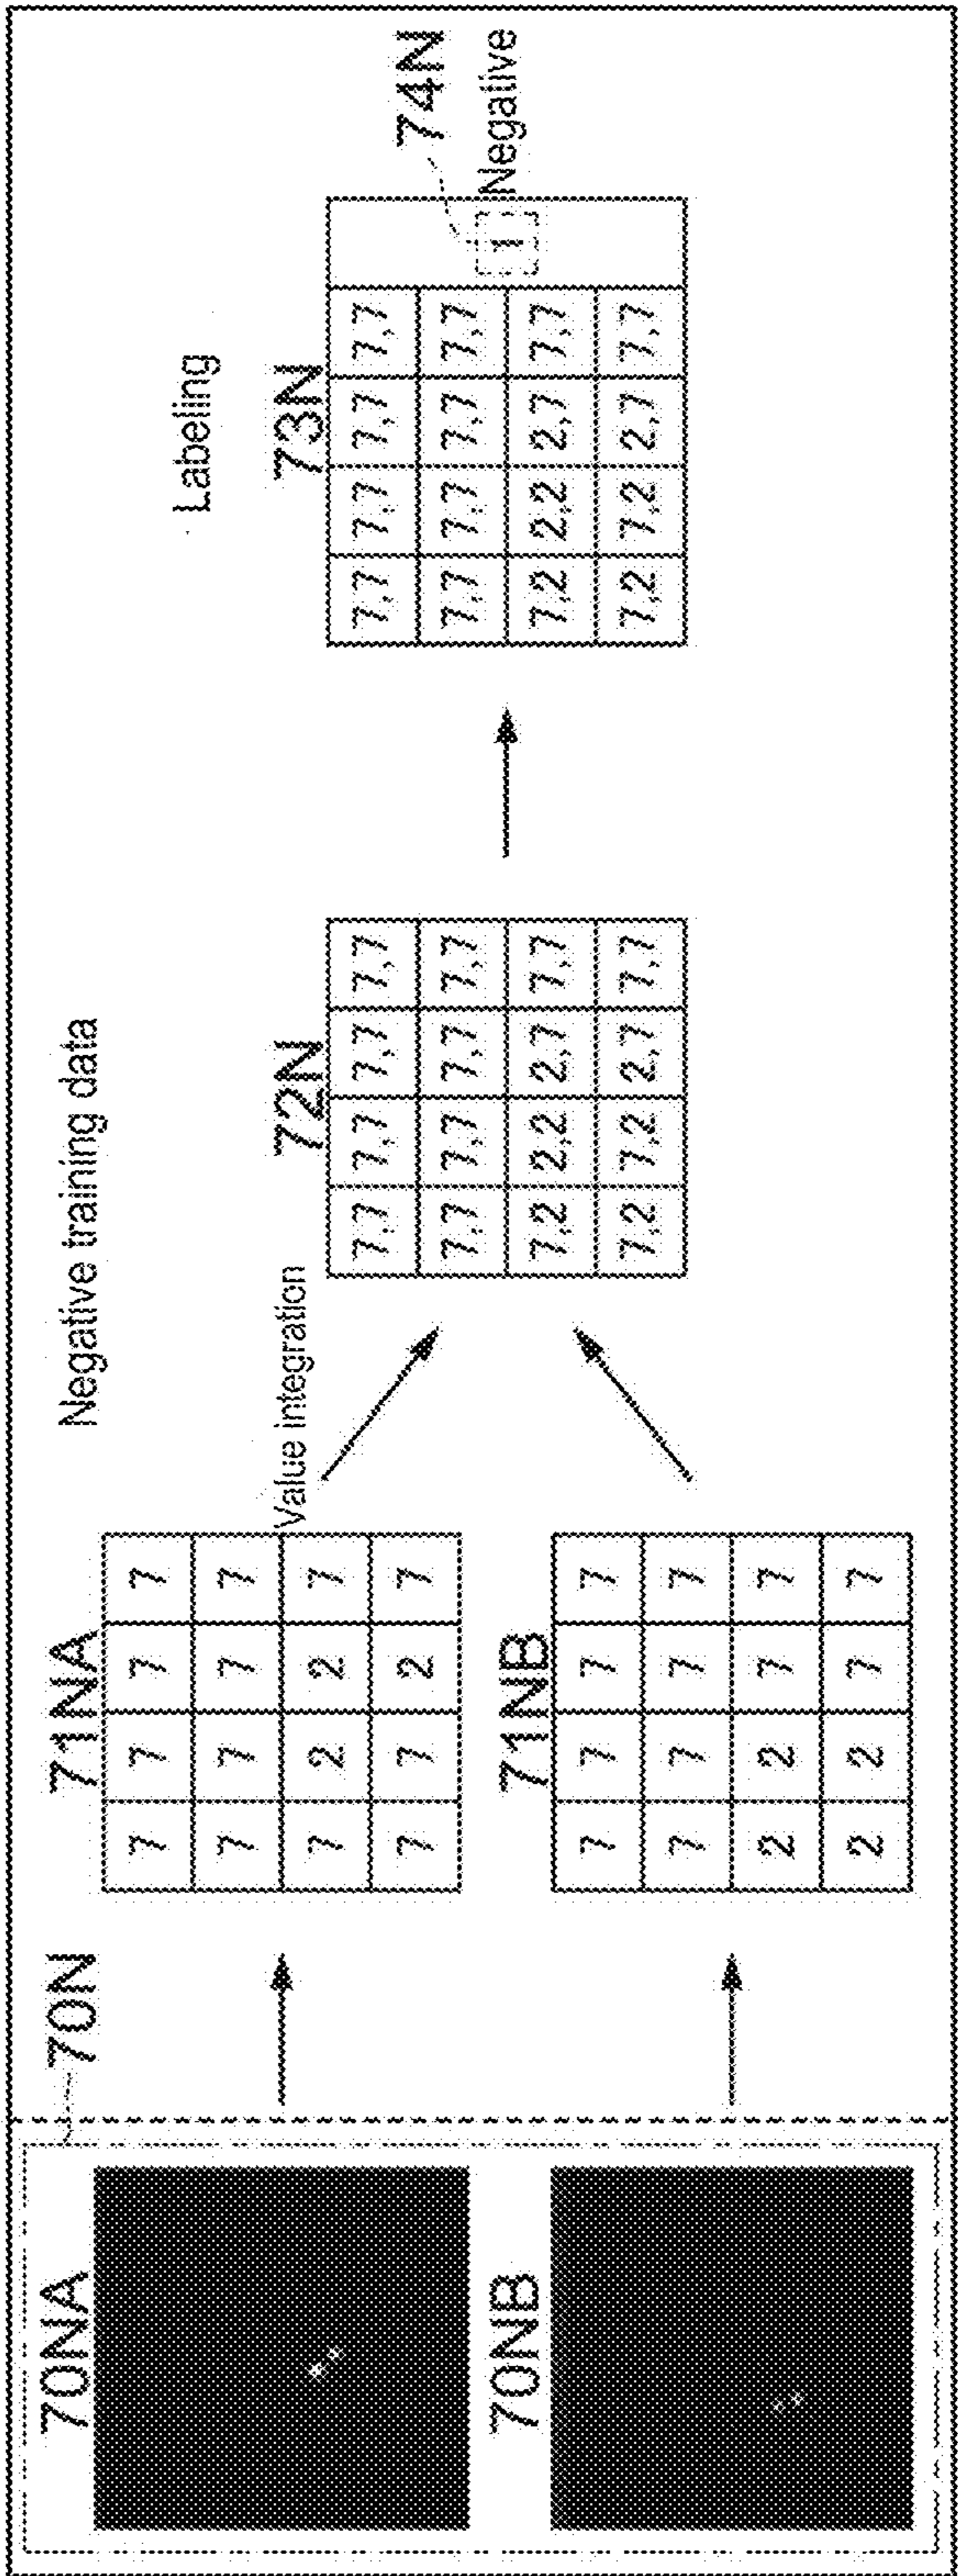 Negative training data
70N
70NA
71NA
7 7 7 7
7 7 7 7
7 2 2 7
7 7 2 7
70NB
71NB
7 7 7 7
7 7 7 7
2 2 7 7
2 2 7 7
Value integration
72N
7,7 7,7 7,7 7,7
7,7 7,7 7,7 7,7
7,2 2,2 2,7 7,7
7,2 7,2 2,7 7,7
Labeling
73N
7,7 7,7 7,7 7,7
7,7 7,7 7,7 7,7
7,2 2,2 2,7 7,7
7,2 7,2 2,7 7,7
1
74N
Negative